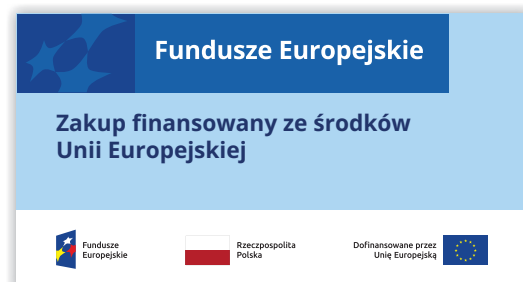 Fundusze Europejskie
Zakup finansowany ze środków
Unii Europejskiej
Fundusze
Europejskie
Rzeczpospolita
Polska
Dofinansowane przez
Unię Europejską